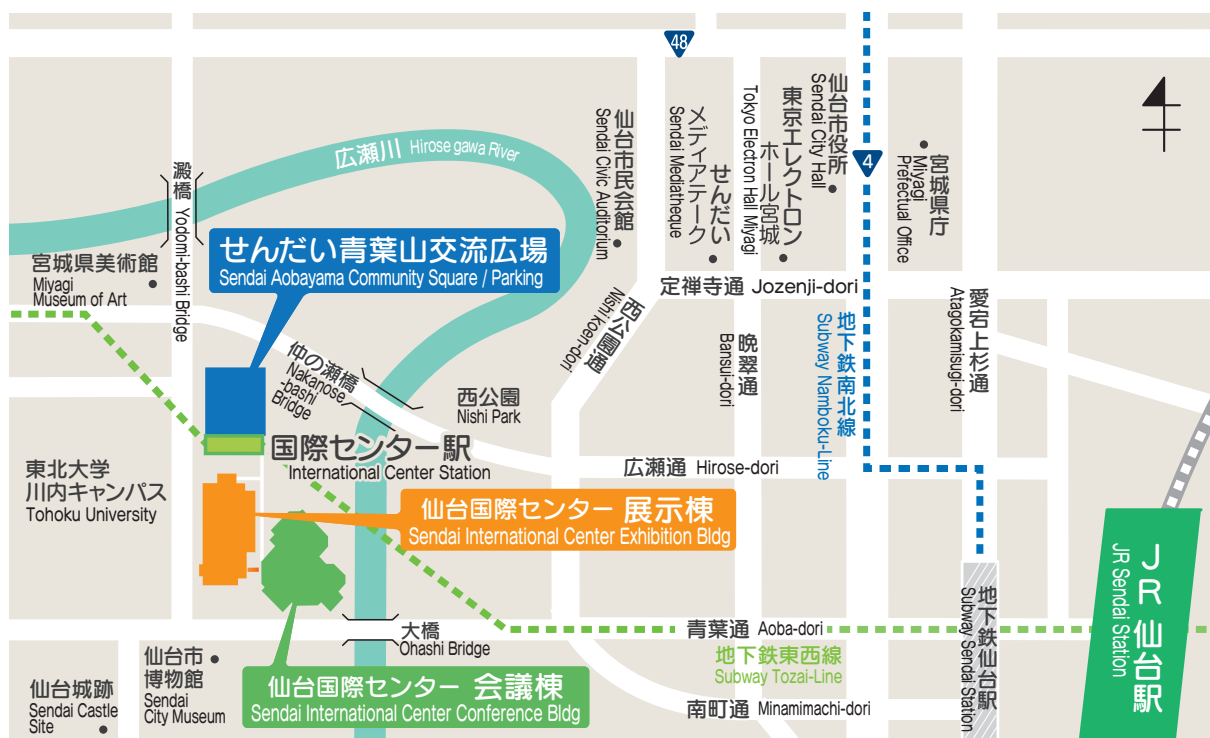 48
4
広瀬川 Hirose gawa River
澱橋 Yodomi-bashi Bridge
仙台市民会館
Sendai Civic Auditorium
せんだい
メディアテーク
Sendai Mediatheque
東京エレクトロン
ホール宮城
Tokyo Electron Hall Miyagi
仙台市役所
Sendai City Hall
宮城県庁
Miyagi
Prefectual Office
宮城県美術館
Miyagi
Museum of Art
せんだい青葉山交流広場
Sendai Aobayama Community Square / Parking
定禅寺通 Jozenji-dori
西公園通
Nishi koen-dori
晩翠通
Bansui-dori
地下鉄南北線
Subway Namboku-Line
愛宕上杉通
Atagokamisugi-dori
仲の瀬橋
Nakanose
-bashi
Bridge
西公園
Nishi Park
国際センター駅
International Center Station
広瀬通 Hirose-dori
東北大学
川内キャンパス
Tohoku University
仙台国際センター 展示棟
Sendai International Center Exhibition Bldg
JR 仙台駅
JR Sendai Station
地下鉄仙台駅
Subway Sendai Station
大橋
Ohashi Bridge
青葉通 Aoba-dori
地下鉄東西線
Subway Tozai-Line
仙台市
博物館
Sendai
City Museum
仙台城跡
Sendai Castle
Site
仙台国際センター 会議棟
Sendai International Center Conference Bldg
南町通 Minamimachi-dori